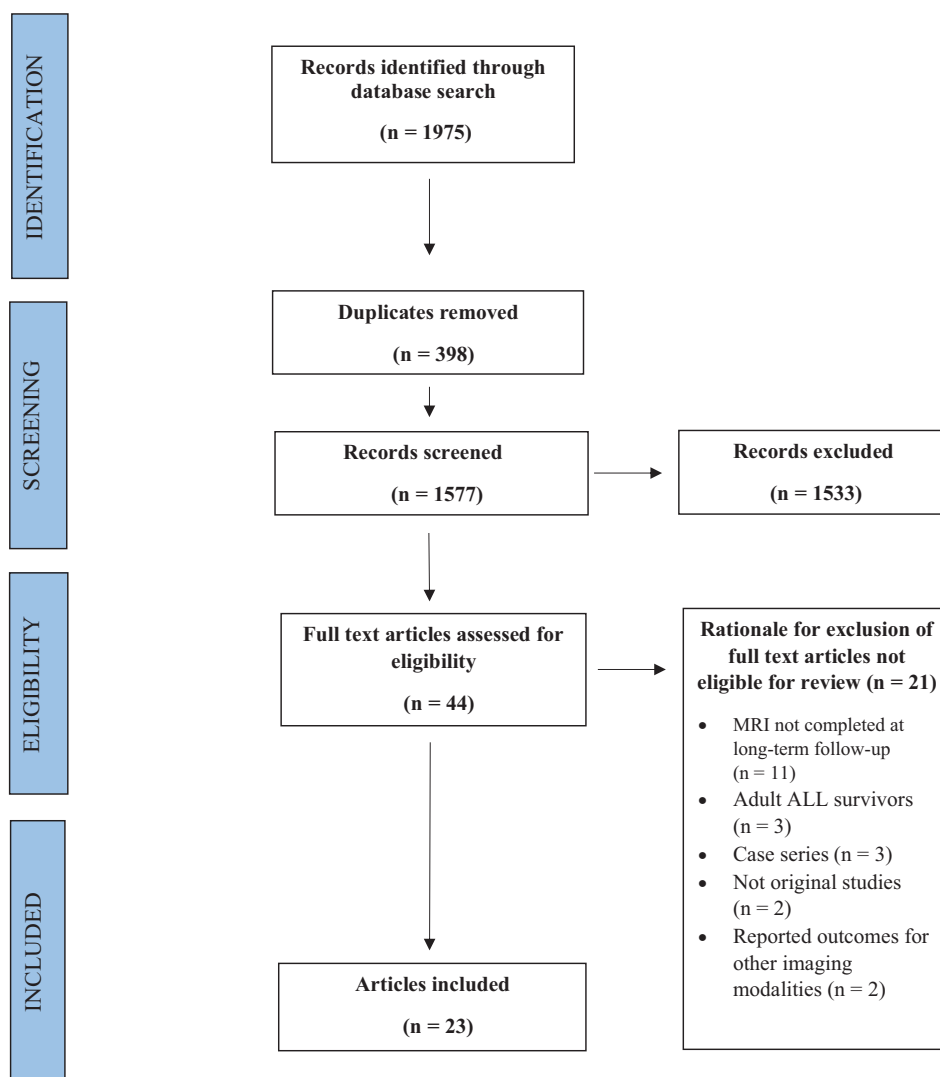 IDENTIFICATION
Records identified through
database search
(n = 1975)
SCREENING
Duplicates removed
(n = 398)
Records screened
(n = 1577)
Records excluded
(n = 1533)
ELIGIBILITY
Full text articles assessed for
eligibility
(n = 44)
Rationale for exclusion of
full text articles not
eligible for review (n = 21)
• MRI not completed at
long-term follow-up
(n = 11)
• Adult ALL survivors
(n = 3)
• Case series (n = 3)
• Not original studies
(n = 2)
• Reported outcomes for
other imaging
modalities (n = 2)
INCLUDED
Articles included
(n = 23)